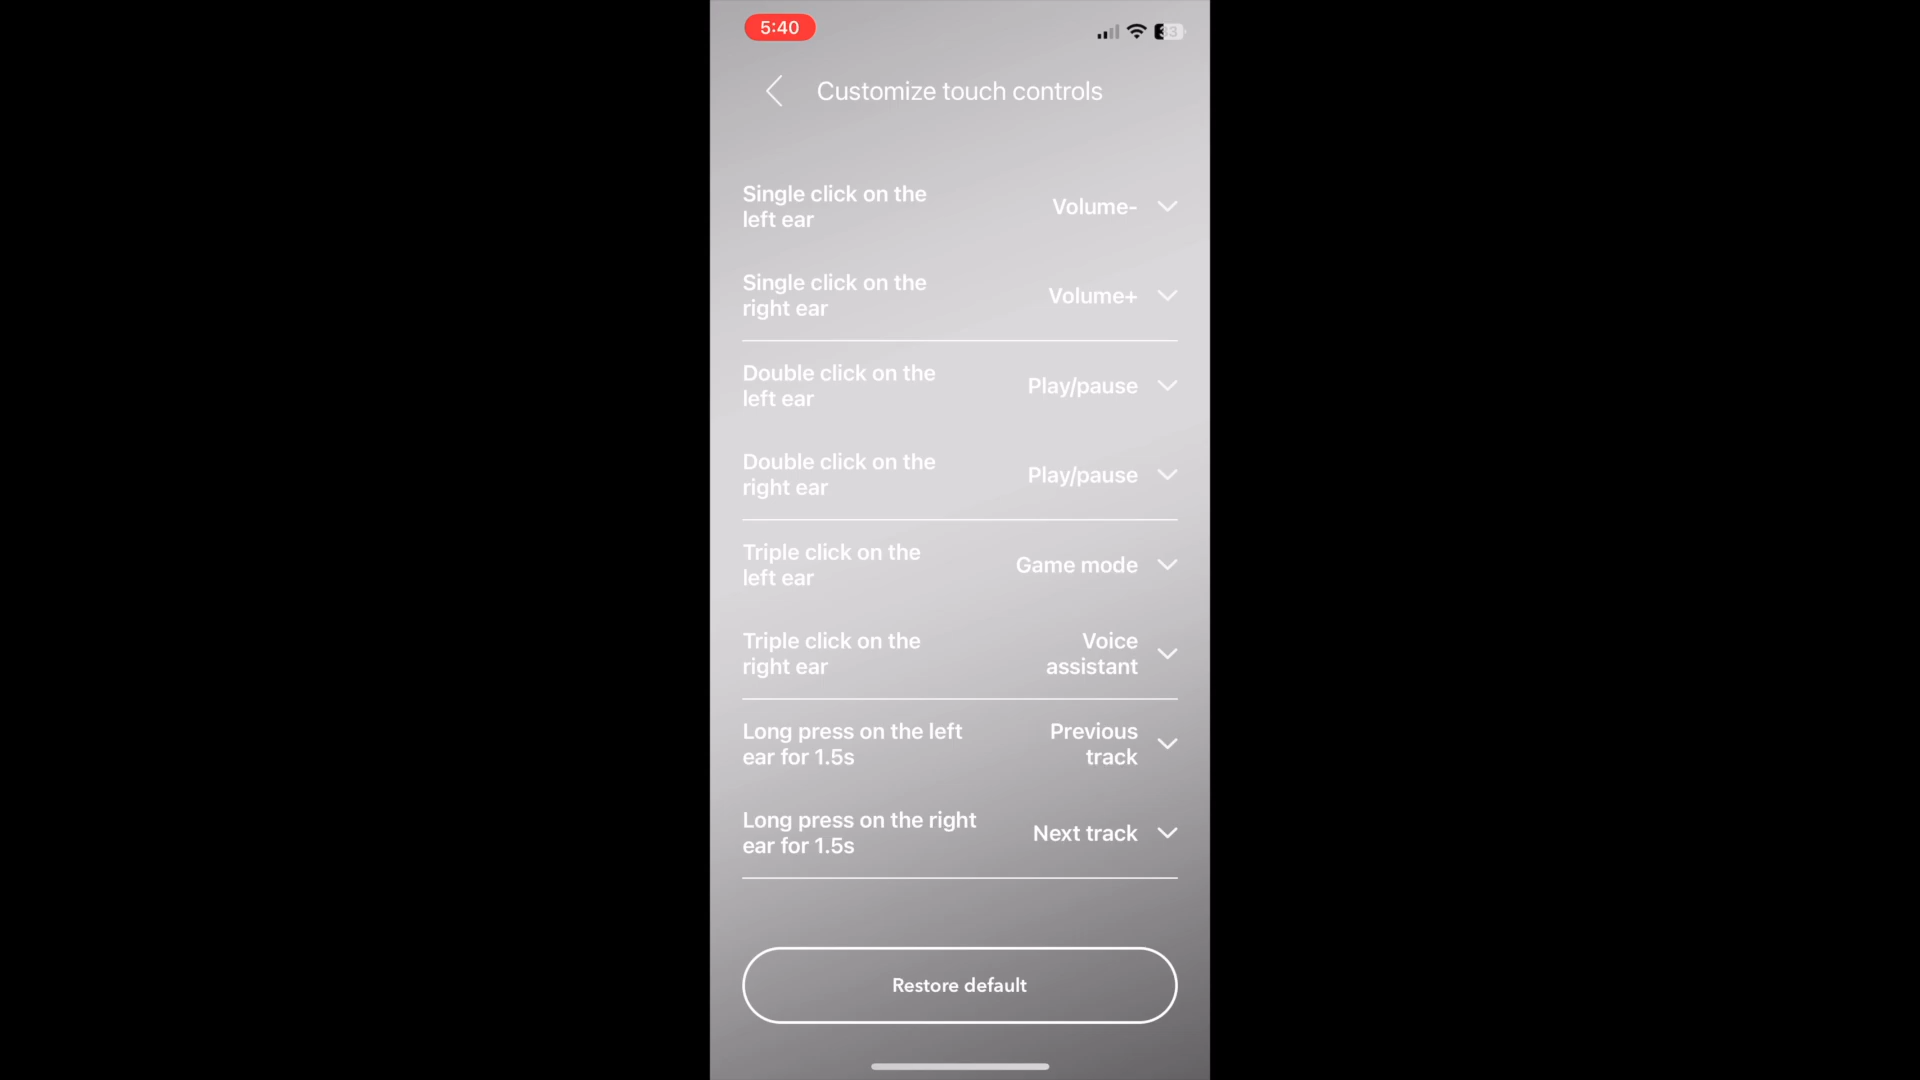 5:40
33
Customize touch controls
Single click on the
left ear
Volume-
Single click on the
right ear
Volume+
Double click on the
left ear
Play/pause
Double click on the
right ear
Play/pause
Triple click on the
left ear
Game mode
Triple click on the
right ear
Voice
assistant
Long press on the left
ear for 1.5s
Previous
track
Long press on the right
ear for 1.5s
Next track
Restore default